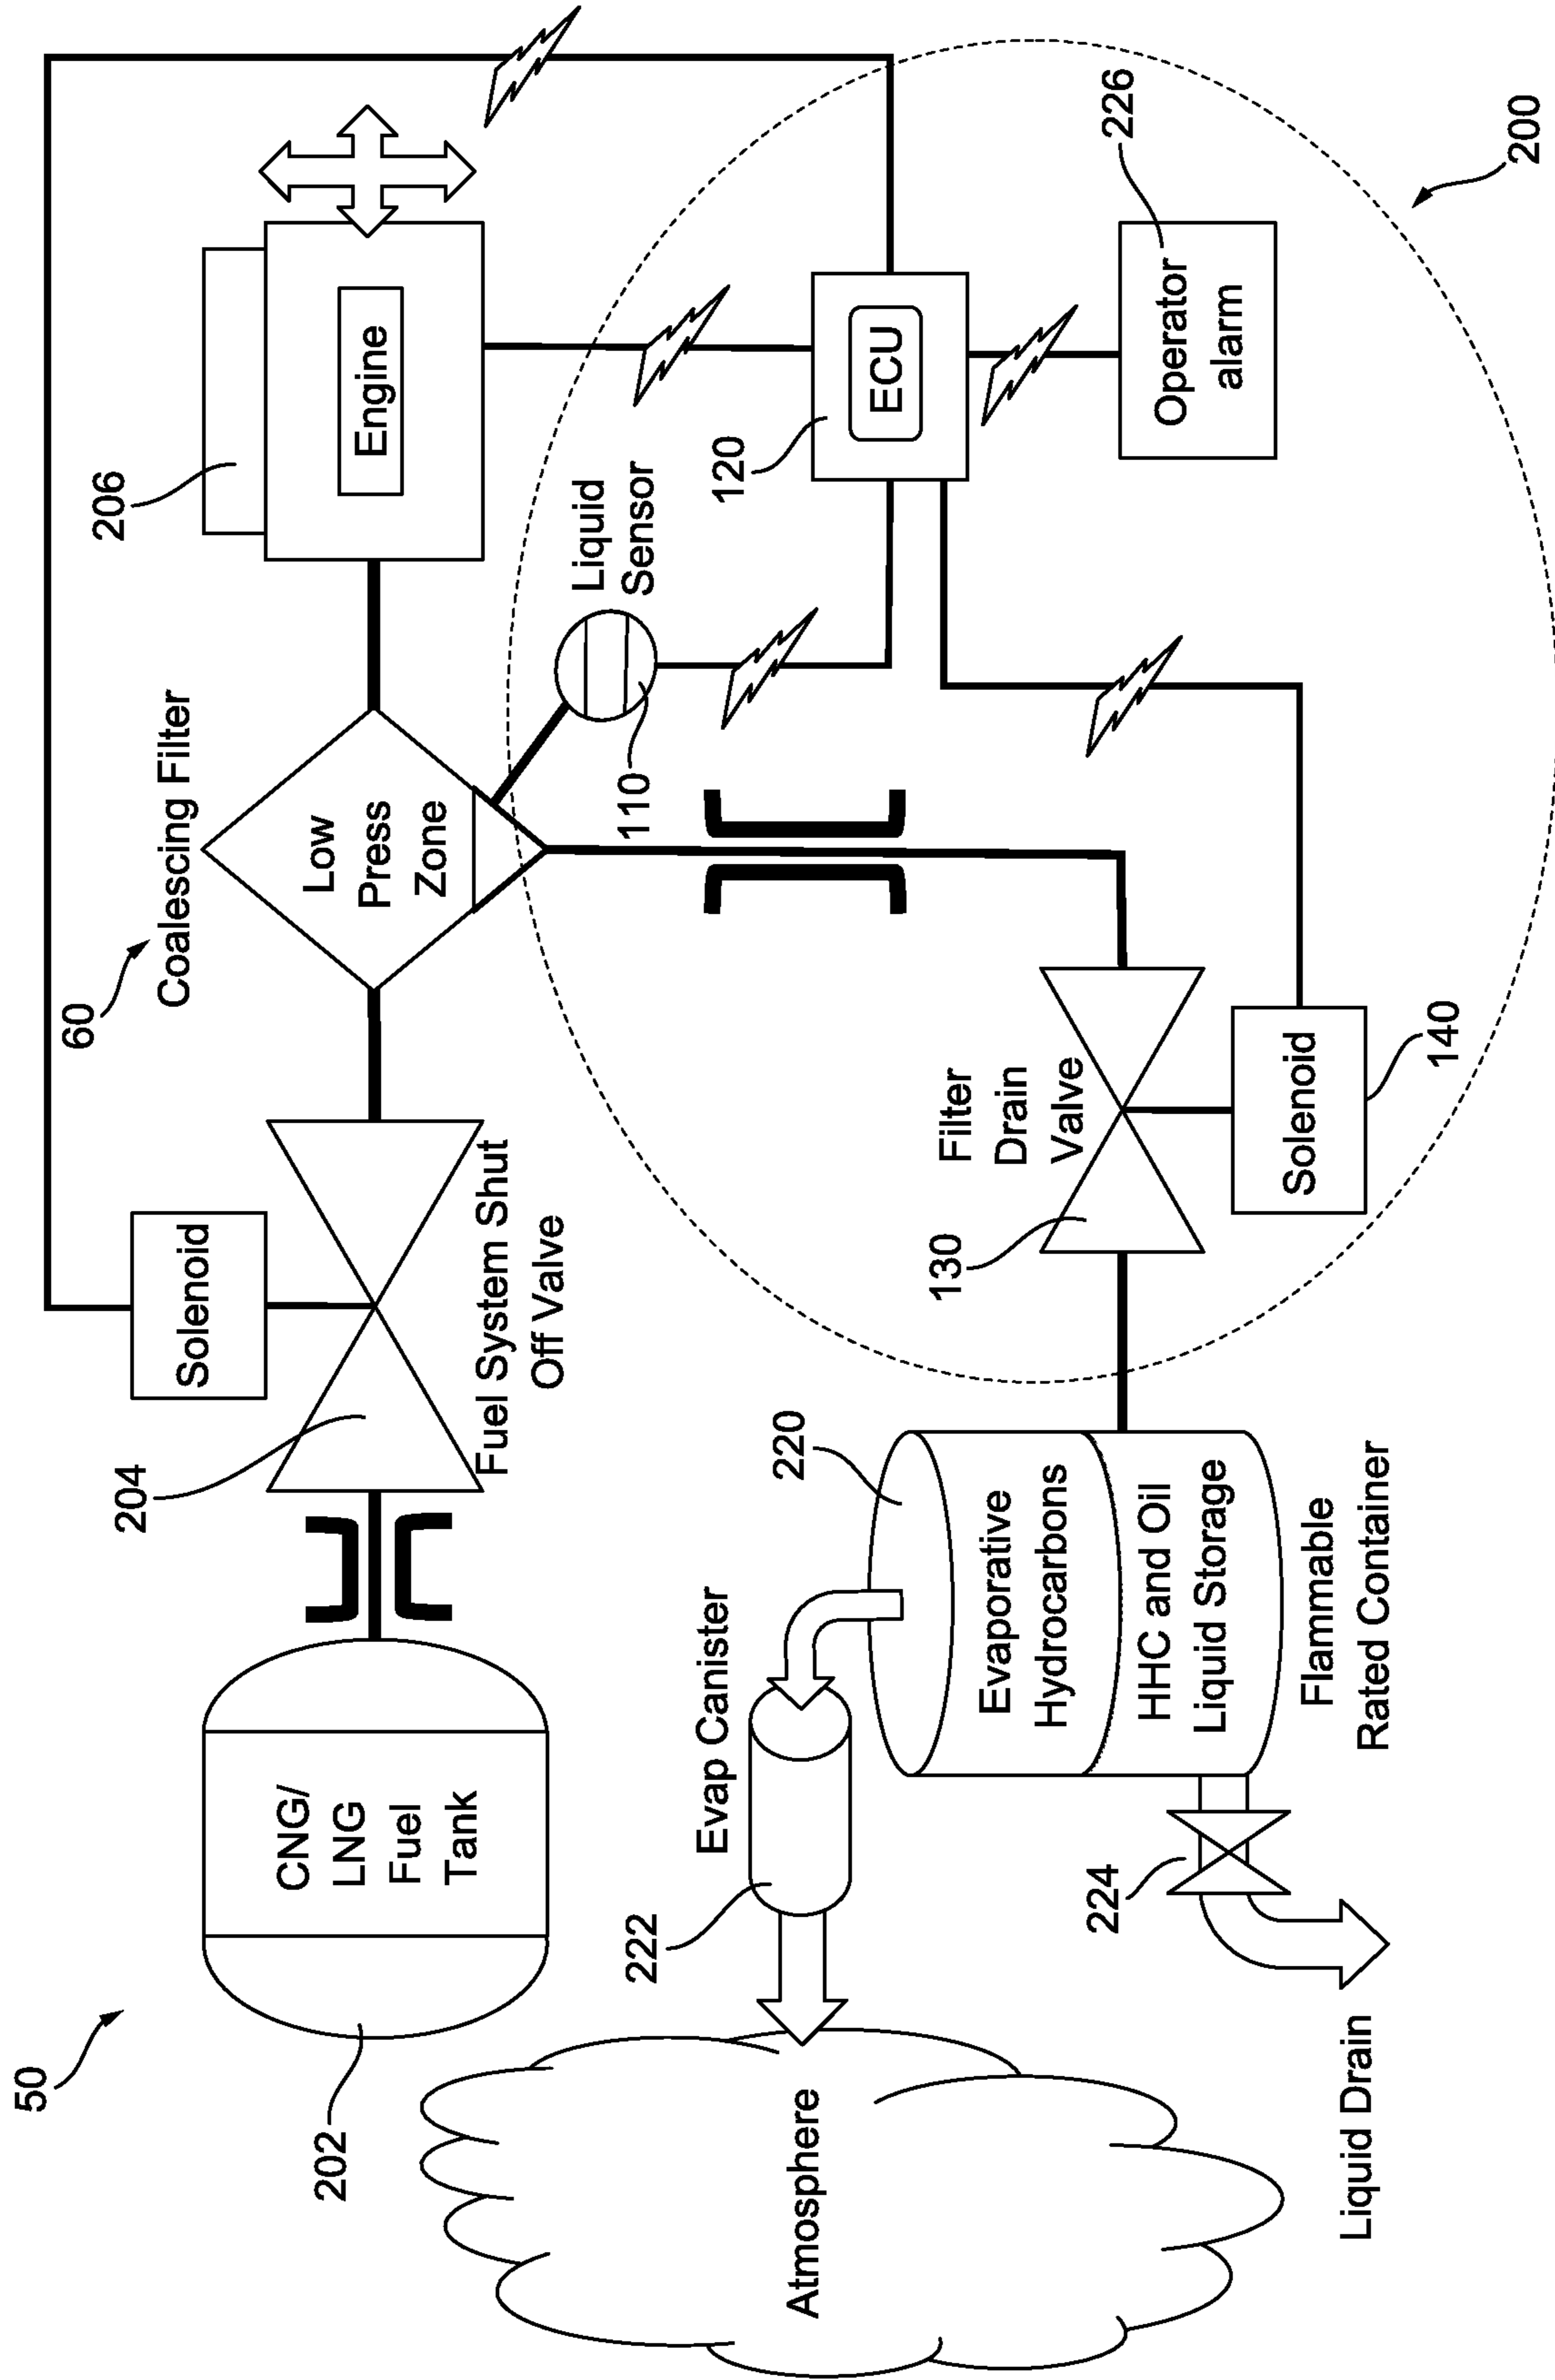 50
202
CNG/
LNG
Fuel
Tank
204
Solenoid
Fuel System Shut
Off Valve
60
Coalescing Filter
Low
Press
Zone
206
Engine
Liquid
Sensor
110
120
ECU
226
Operator
alarm
200
Filter
Drain
Valve
130
Solenoid
140
220
Evaporative
Hydrocarbons
HHC and Oil
Liquid Storage
Flammable
Rated Container
Evap Canister
222
224
Atmosphere
Liquid Drain